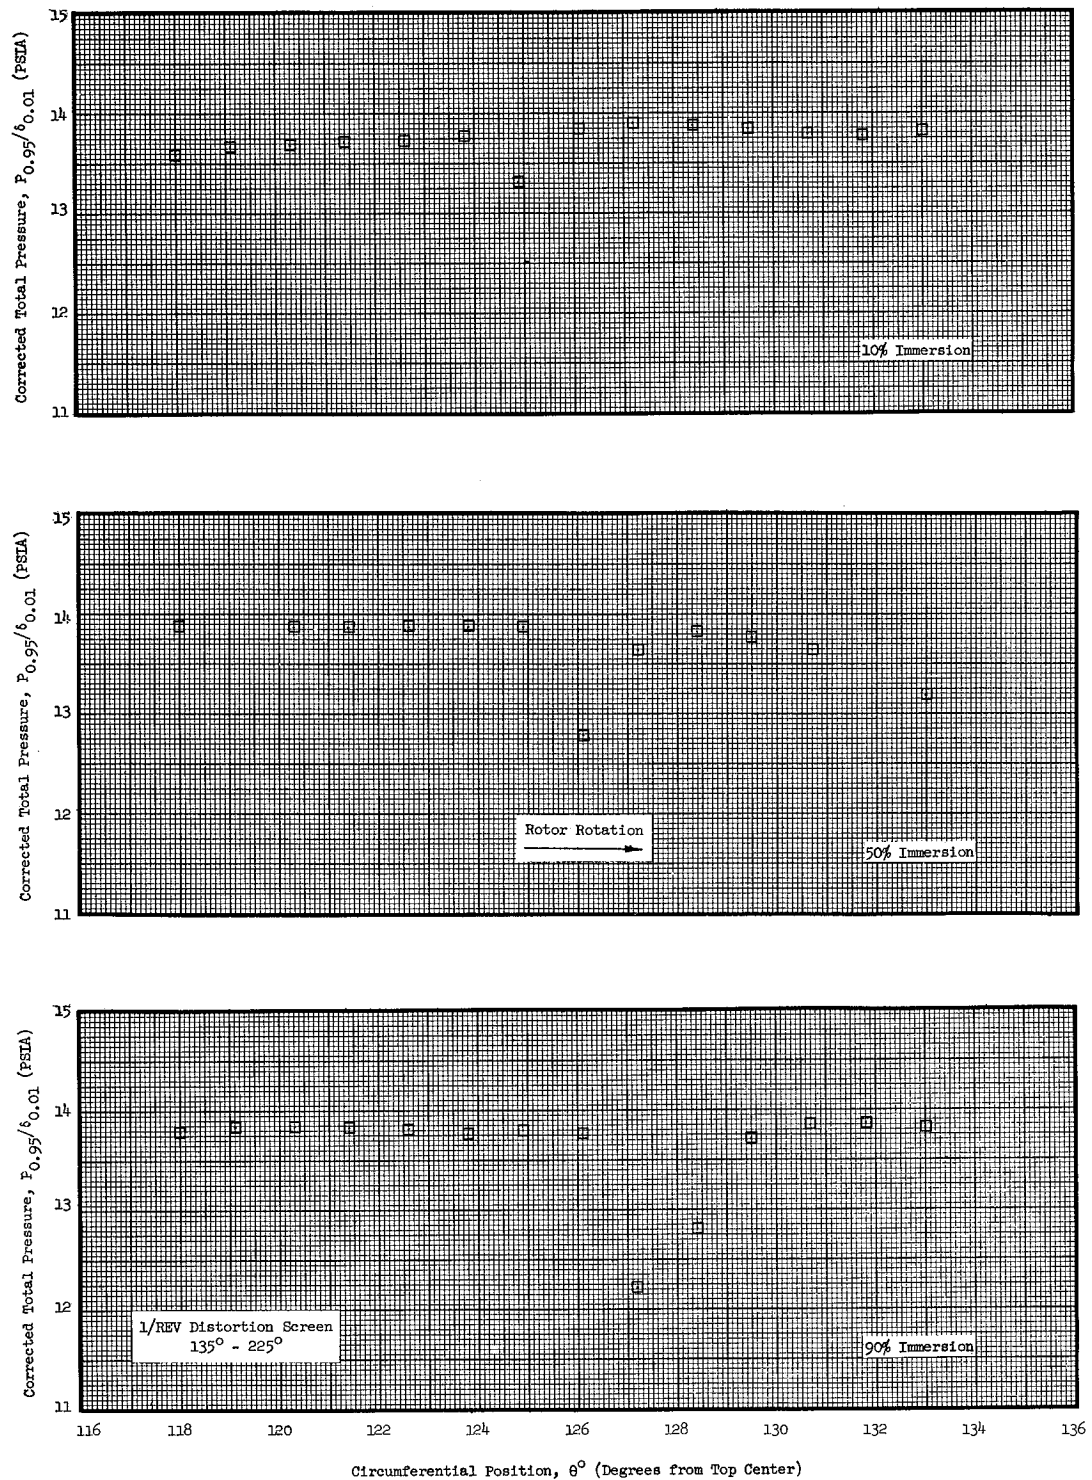 15
14
13
12
11
Corrected Total Pressure, P0.95/δ0.01 (PSIA)
10% Immersion
15
14
13
12
11
Corrected Total Pressure, P0.95/δ0.01 (PSIA)
Rotor Rotation
50% Immersion
15
14
13
12
11
Corrected Total Pressure, P0.95/δ0.01 (PSIA)
1/REV Distortion Screen
135° - 225°
90% Immersion
116 118 120 122 124 126 128 130 132 134 136
Circumferential Position, θ° (Degrees from Top Center)